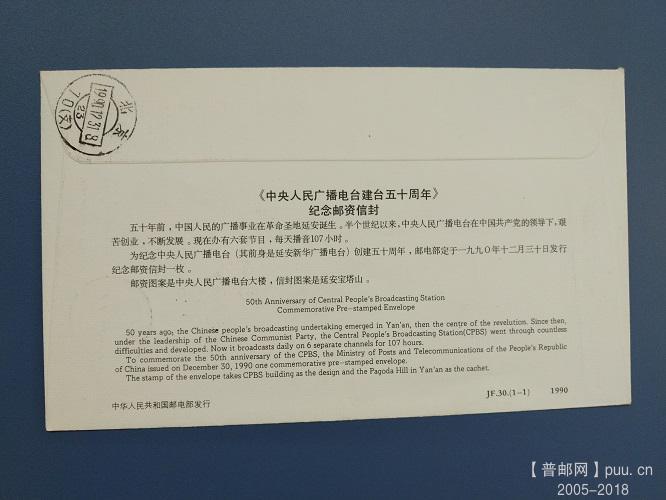 北京
1990.12.31.8
23
70(支)
《中央人民广播电台建台五十周年》
纪念邮资信封
五十年前，中国人民的广播事业在革命圣地延安诞生。半个世纪以来，中央人民广播电台在中国共产党的领导下，艰
苦创业，不断发展。现在办有六套节目，每天播音107小时。
为纪念中央人民广播电台（其前身是延安新华广播电台）创建五十周年，邮电部定于一九九〇年十二月三十日发行
纪念邮资信封一枚。
邮资图案是中央人民广播电台大楼，信封图案是延安宝塔山。
50th Anniversary of Central People's Broadcasting Station
Commemorative Pre-stamped Envelope
50 years ago, the Chinese people's broadcasting undertaking emerged in Yan'an, then the centre of the revelution. Since then,
under the leadership of the Chinese Communist Party, the Central People's Broadcasting Station(CPBS) went through countless
difficulties and developed. Now it broadcasts daily on 6 separate channels for 107 hours.
To commemorate the 50th anniversary of the CPBS, the Ministry of Posts and Telecommunications of the People's Republic
of China issued on December 30, 1990 one commemorative pre-stamped envelope.
The stamp of the envelope takes CPBS building as the design and the Pagoda Hill in Yan'an as the cachet.
JF.30.(1-1) 1990
中华人民共和国邮电部发行
【普邮网】puu.cn
2005-2018